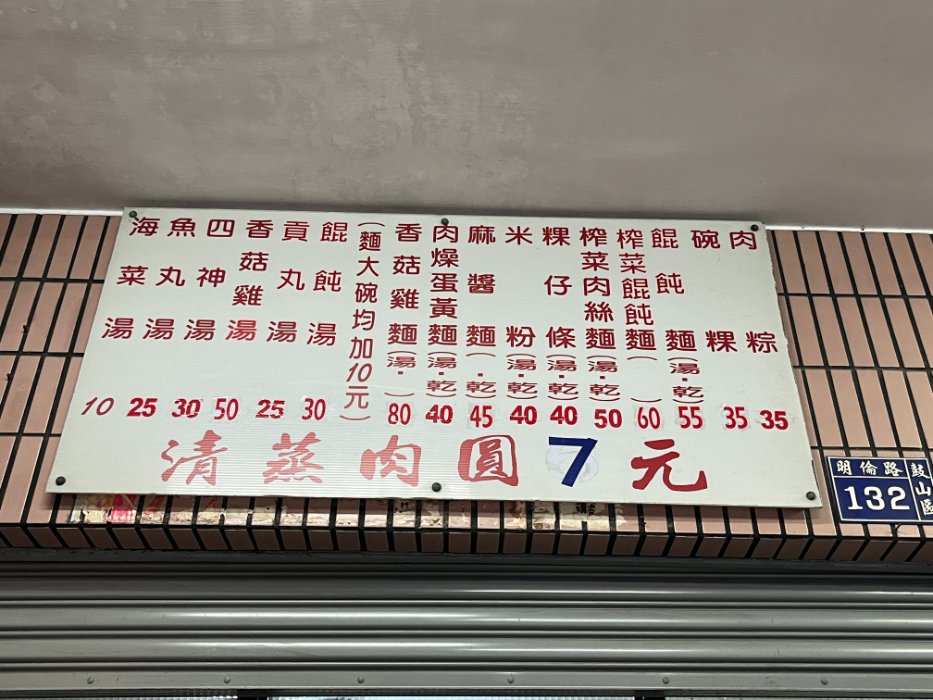 肉粽 35
碗粿 35
餛飩麵(湯·乾) 55
榨菜餛飩麵( ) 60
榨菜肉絲麵(湯·乾) 50
粿仔條(湯·乾) 40
米粉(湯·乾) 40
麻醬麵( ·乾) 45
肉燥蛋黃麵(湯·乾) 40
香菇雞麵(湯· ) 80
(麵大碗均加10元)
餛飩湯 30
貢丸湯 25
香菇雞湯 50
四神湯 30
魚丸湯 25
海菜湯 10
清蒸肉圓7元
鼓山區
明倫路
132